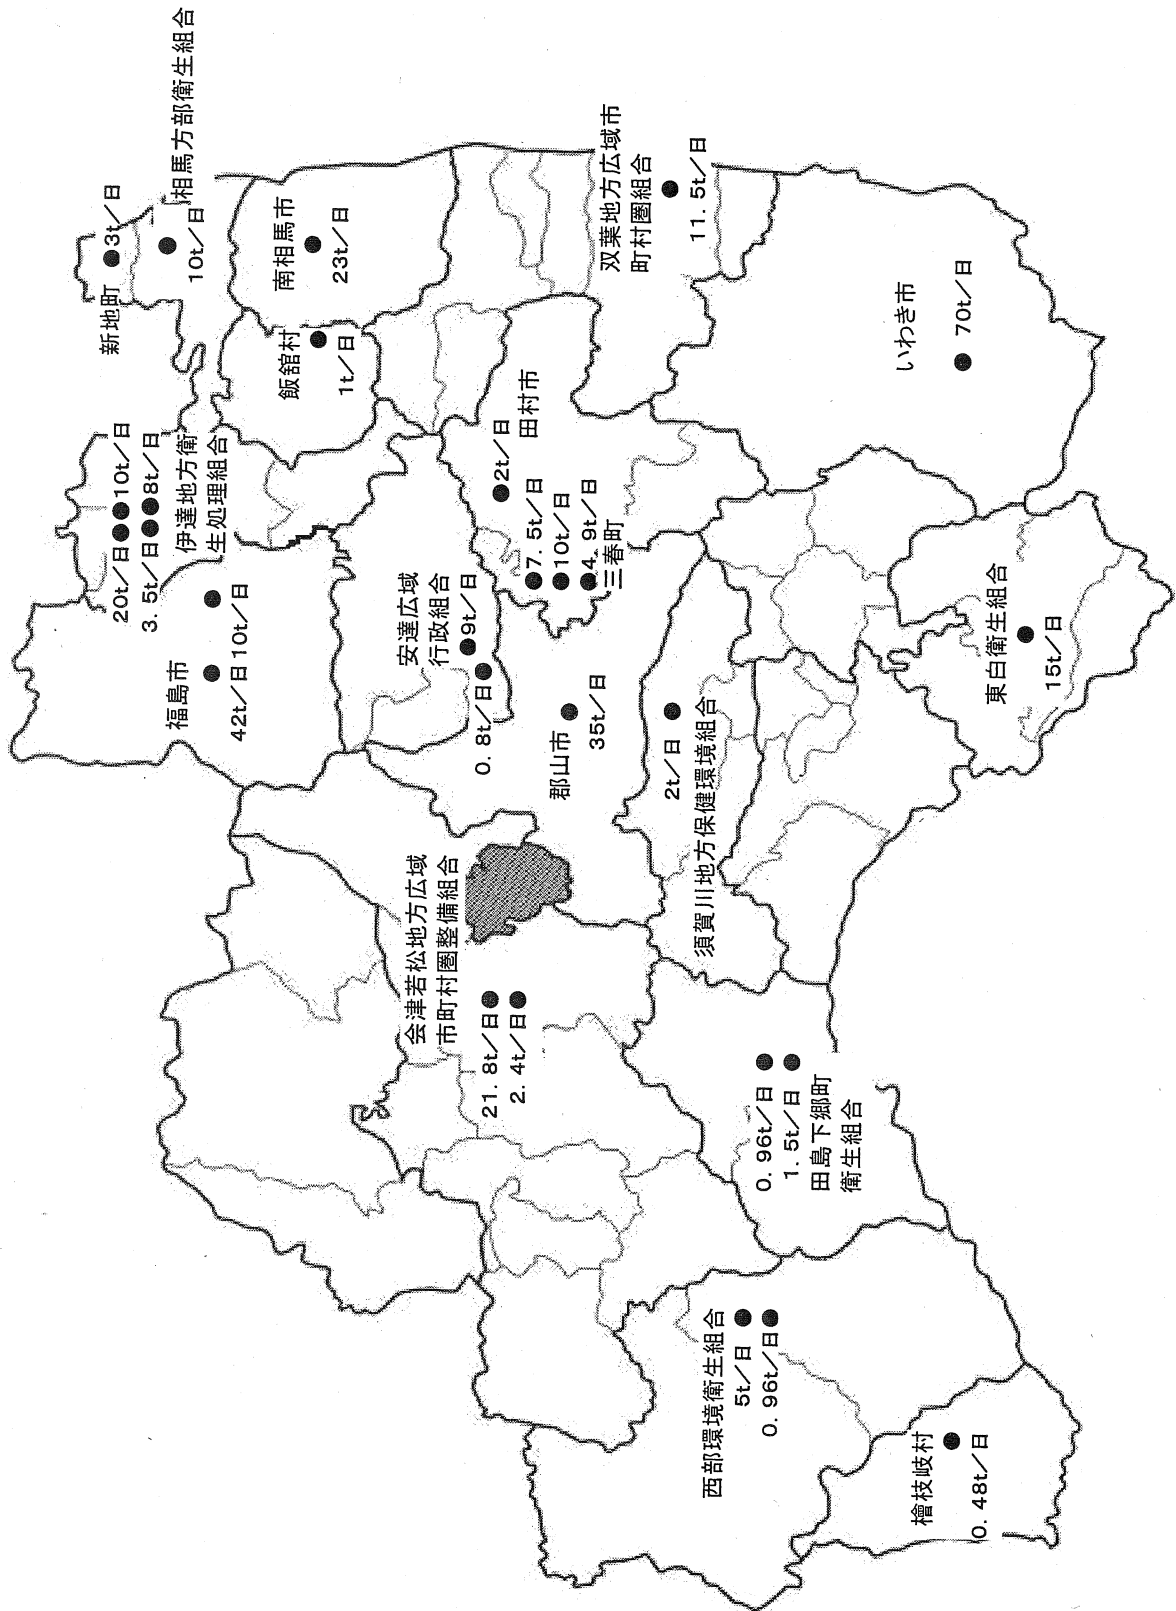 新地町
3t/日
相馬方部衛生組合
10t/日
20t/日
10t/日
3. 5t/日
8t/日
伊達地方衛
生処理組合
福島市
42t/日
10t/日
飯舘村
1t/日
南相馬市
23t/日
安達広域
行政組合
9t/日
0. 8t/日
2t/日
田村市
7. 5t/日
10t/日
4. 9t/日
三春町
双葉地方広域市
町村圏組合
11. 5t/日
郡山市
35t/日
会津若松地方広域
市町村圏整備組合
21. 8t/日
2. 4t/日
2t/日
須賀川地方保健環境組合
いわき市
70t/日
東白衛生組合
15t/日
0. 96t/日
1. 5t/日
田島下郷町
衛生組合
西部環境衛生組合
5t/日
0. 96t/日
檜枝岐村
0. 48t/日